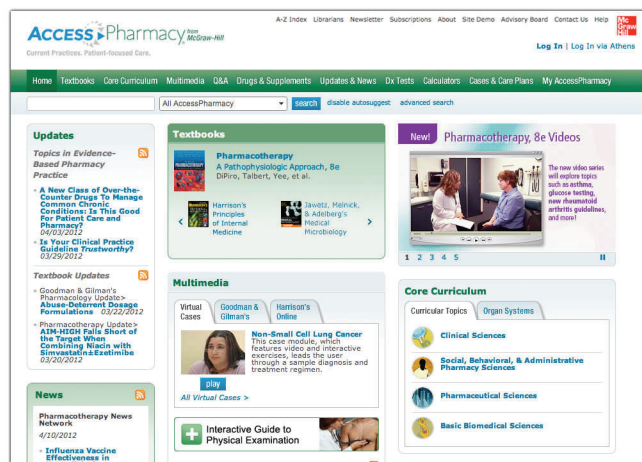 A-Z Index Librarians Newsletter Subscriptions About Site Demo Advisory Board Contact Us Help
Mc
Graw
Hill
ACCESS Pharmacy from
McGraw-Hill
Current Practices. Patient-focused Care.
Log In | Log In via Athens
Home Textbooks Core Curriculum Multimedia Q&A Drugs & Supplements Updates & News Dx Tests Calculators Cases & Care Plans My AccessPharmacy
All AccessPharmacy search disable autosuggest advanced search
Updates
Topics in Evidence-
Based Pharmacy
Practice
A New Class of Over-the-
Counter Drugs To Manage
Common Chronic
Conditions: Is This Good
For Patient Care and
Pharmacy?
04/03/2012
Is Your Clinical Practice
Guideline Trustworthy?
03/29/2012
Textbook Updates
Goodman & Gilman's
Pharmacology Update>
Abuse-Deterrent Dosage
Formulations 03/22/2012
Pharmacotherapy Update>
AIM-HIGH Falls Short of
the Target When
Combining Niacin with
Simvastatin±Ezetimibe
03/20/2012
News
Pharmacotherapy News
Network
4/10/2012
Influenza Vaccine
Effectiveness in
Textbooks
Pharmacotherapy
A Pathophysiologic Approach, 8e
DiPiro, Talbert, Yee, et al.
Harrison's
Principles
of Internal
Medicine
Jawetz, Melnick,
& Adelberg's
Medical
Microbiology
Multimedia
Virtual
Cases
Goodman &
Gilman's
Harrison's
Online
Non-Small Cell Lung Cancer
This case module, which
features video and interactive
exercises, leads the user
through a sample diagnosis and
treatment regimen.
play
All Virtual Cases >
Interactive Guide to
Physical Examination
New! Pharmacotherapy, 8e Videos
The new video series
will explore topics
such as asthma,
glucose testing,
new rheumatoid
arthritis guidelines,
and more!
1 2 3 4 5
Core Curriculum
Curricular Topics Organ Systems
Clinical Sciences
Social, Behavioral, & Administrative
Pharmacy Sciences
Pharmaceutical Sciences
Basic Biomedical Sciences